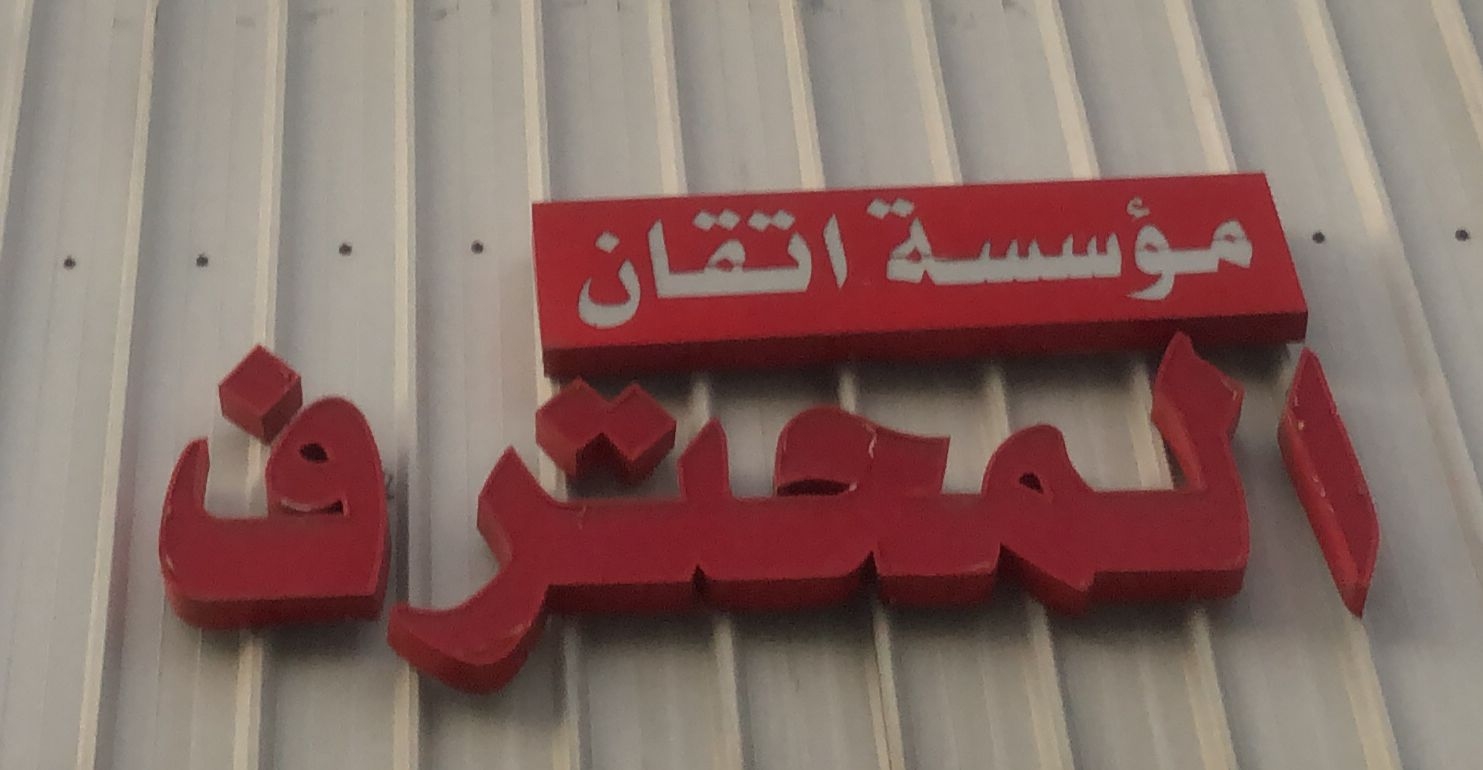 مؤسسة اتقان
المحترف